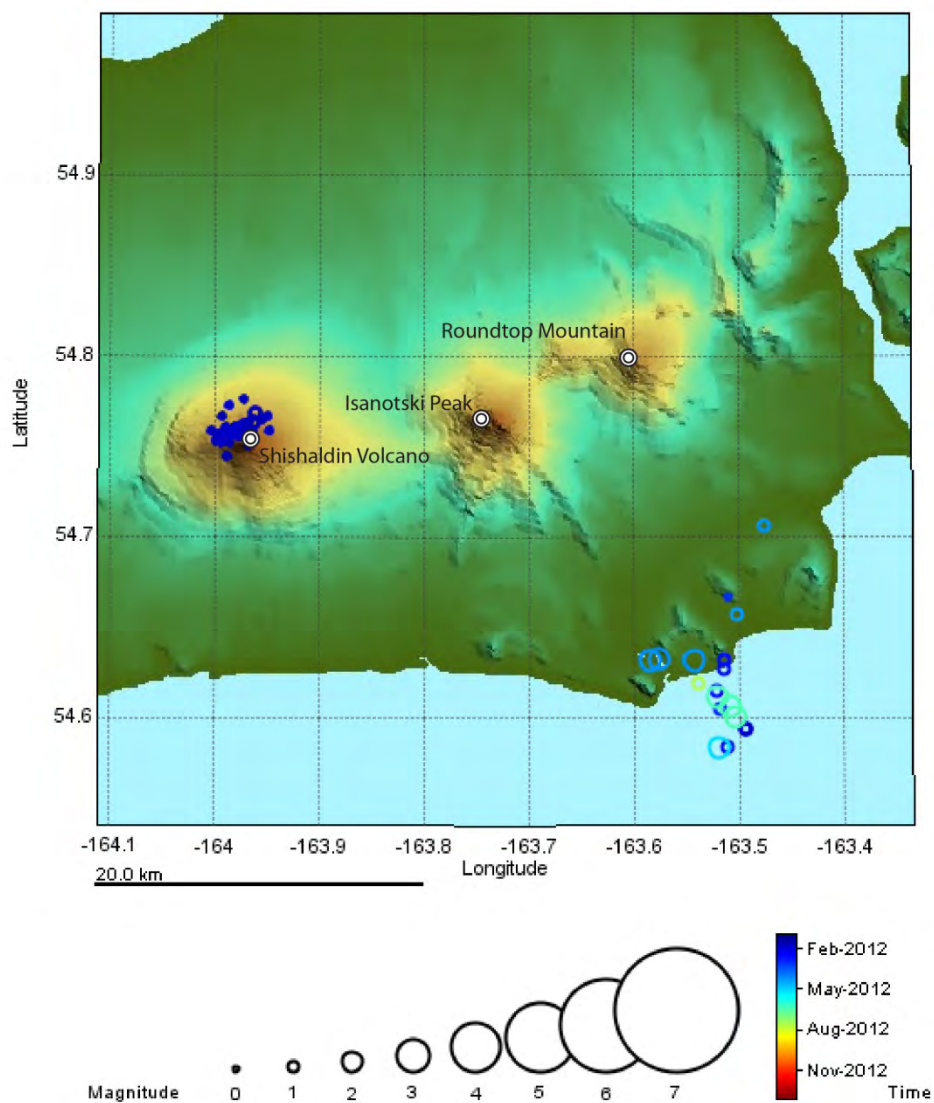 54.9
Roundtop Mountain
54.8
Isanotski Peak
Latitude
Shishaldin Volcano
54.7
54.6
-164.1 -164 -163.9 -163.8 -163.7 -163.6 -163.5 -163.4
Longitude
20.0 km
Feb-2012
May-2012
Aug-2012
Nov-2012
Magnitude 0 1 2 3 4 5 6 7 Time